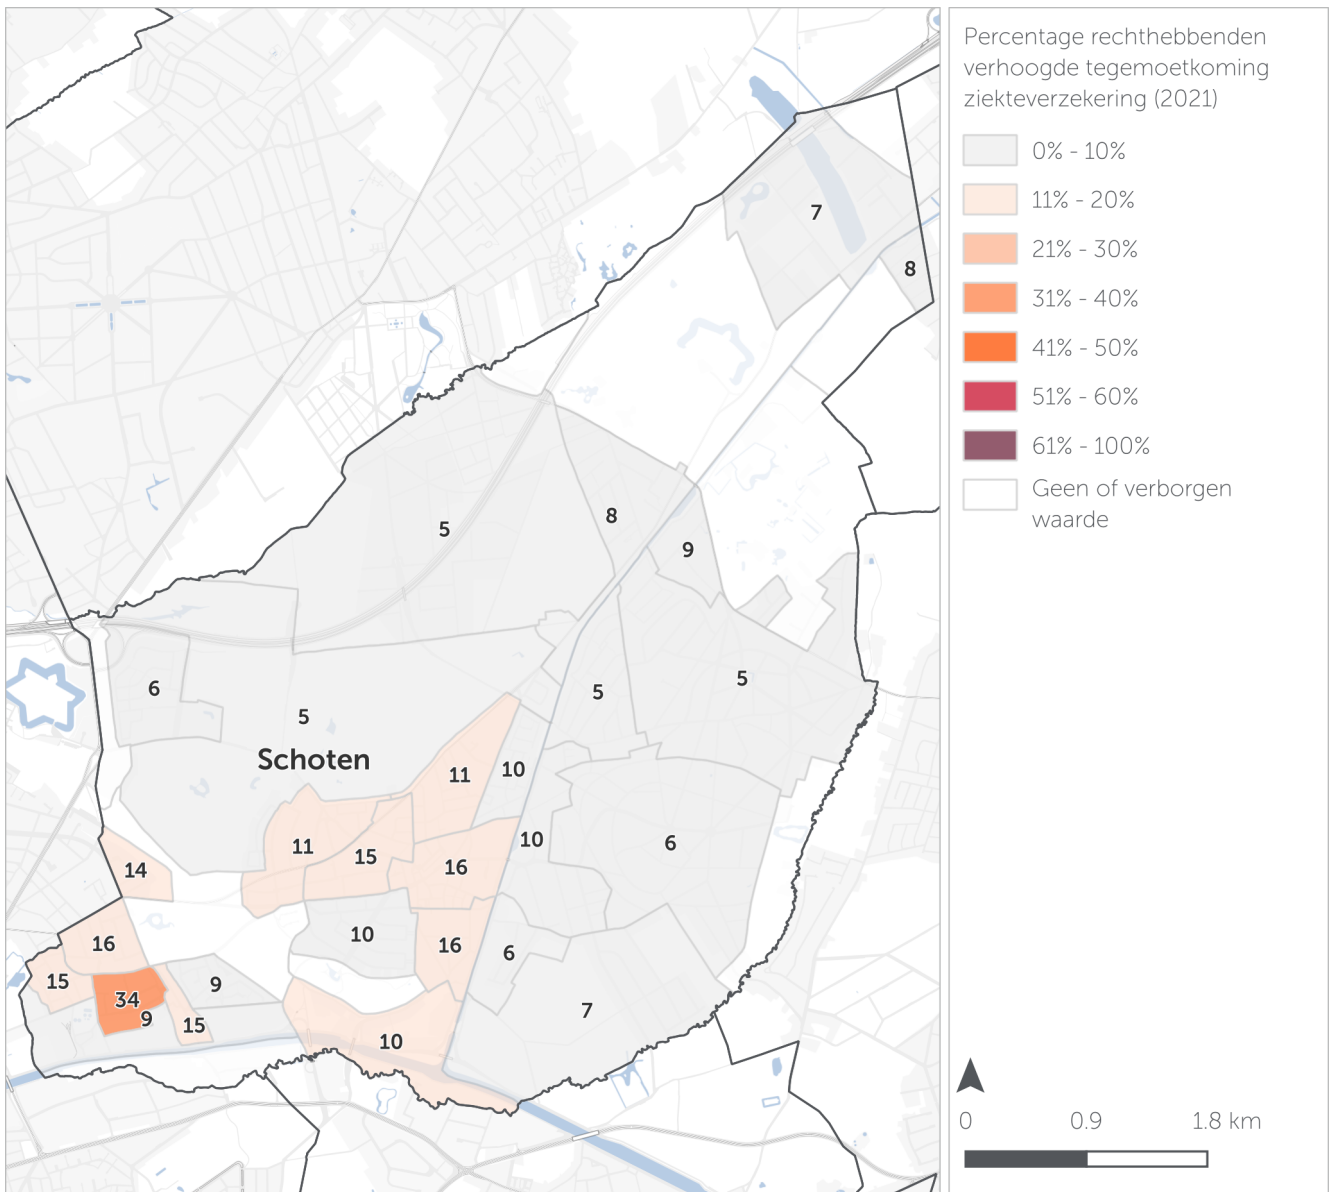 Percentage rechthebbenden
verhoogde tegemoetkoming
ziekteverzekering (2021)
0% - 10%
11% - 20%
21% - 30%
31% - 40%
41% - 50%
51% - 60%
61% - 100%
Geen of verborgen
waarde
7
8
5
8
9
6
5
5
5
Schoten
11
10
11
15
16
10
6
14
16
10
16
6
15
34
9
9
15
7
10
0 0.9 1.8 km